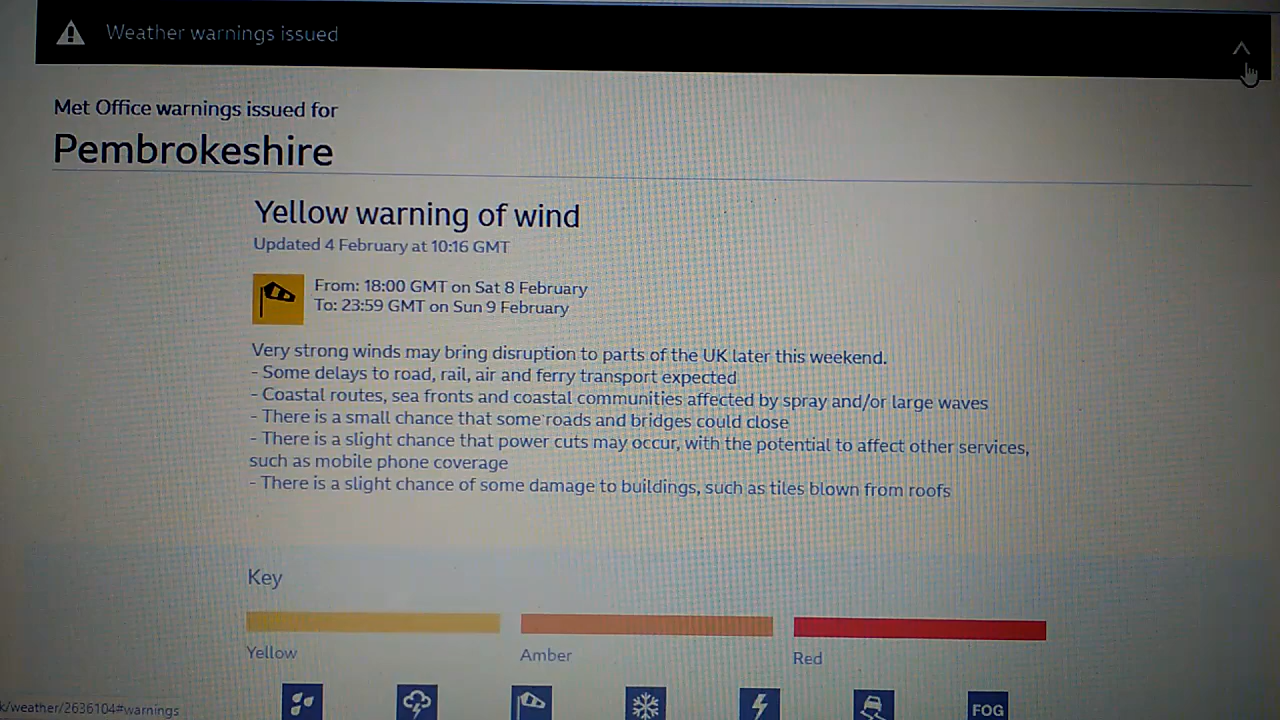 Weather warnings issued
Met Office warnings issued for
Pembrokeshire
Yellow warning of wind
Updated 4 February at 10:16 GMT
From: 18:00 GMT on Sat 8 February
To: 23:59 GMT on Sun 9 February
Very strong winds may bring disruption to parts of the UK later this weekend.
- Some delays to road, rail, air and ferry transport expected
- Coastal routes, sea fronts and coastal communities affected by spray and/or large waves
- There is a small chance that some roads and bridges could close
- There is a slight chance that power cuts may occur, with the potential to affect other services,
such as mobile phone coverage
- There is a slight chance of some damage to buildings, such as tiles blown from roofs
Key
Yellow
Amber
Red
FOG
k/weather/2636104#warnings